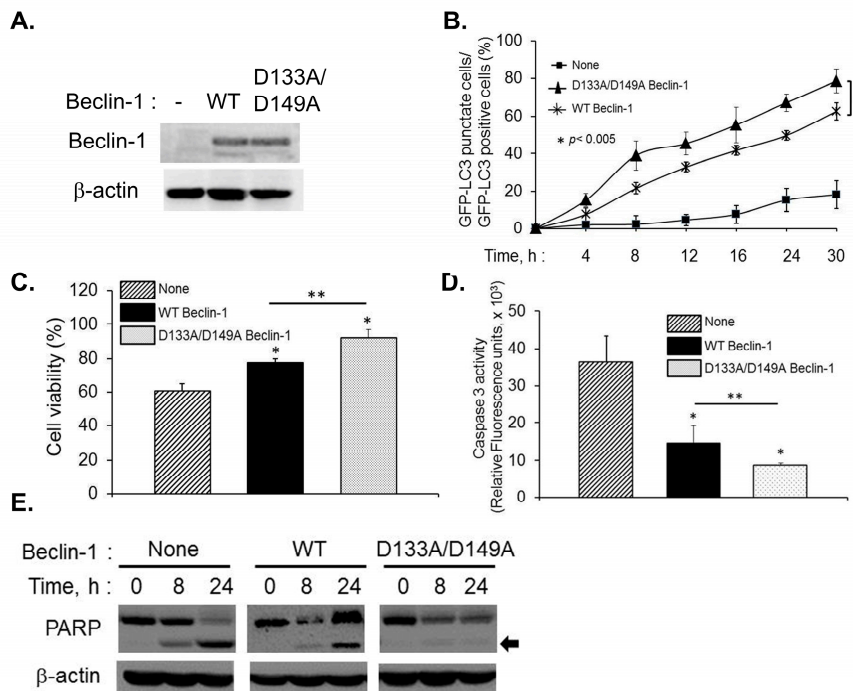 A.
Beclin-1 : - WT D133A/
D149A
Beclin-1
β-actin
B.
GFP-LC3 punctate cells/
GFP-LC3 positive cells (%)
100
80
60
40
20
0
None
D133A/D149A Beclin-1
WT Beclin-1
* p< 0.005
*
Time, h : 4 8 12 16 24 30
C.
Cell viability (%)
120
100
80
60
40
20
0
None
WT Beclin-1
D133A/D149A Beclin-1
**
*
*
D.
Caspase 3 activity
(Relative Fluorescence units, x 10³)
50
40
30
20
10
0
None
WT Beclin-1
D133A/D149A Beclin-1
**
*
*
E.
Beclin-1 : None WT D133A/D149A
Time, h : 0 8 24 0 8 24 0 8 24
PARP
β-actin